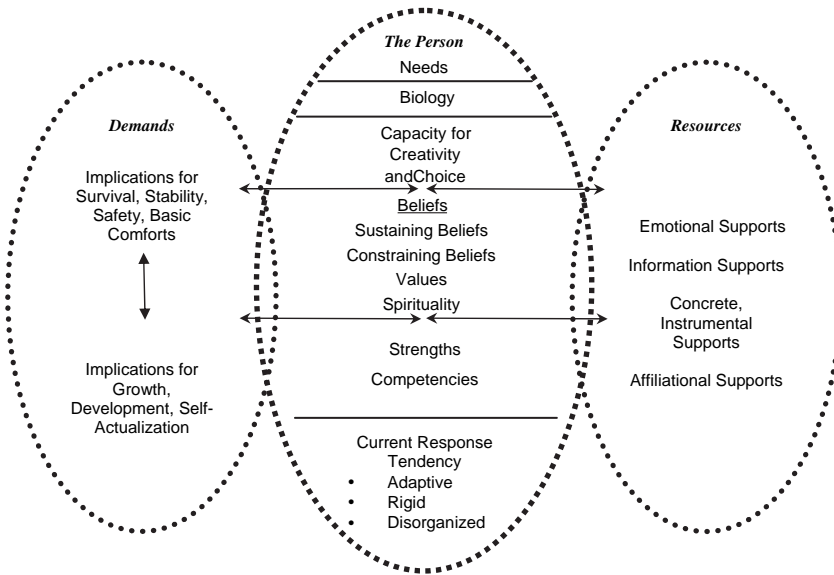 The Person
Needs
Biology
Capacity for
Creativity
andChoice
Beliefs
Sustaining Beliefs
Constraining Beliefs
Values
Spirituality
Strengths
Competencies
Current Response
Tendency
• Adaptive
• Rigid
• Disorganized
Demands
Implications for
Survival, Stability,
Safety, Basic
Comforts
Implications for
Growth,
Development, Self-
Actualization
Resources
Emotional Supports
Information Supports
Concrete,
Instrumental
Supports
Affiliational Supports